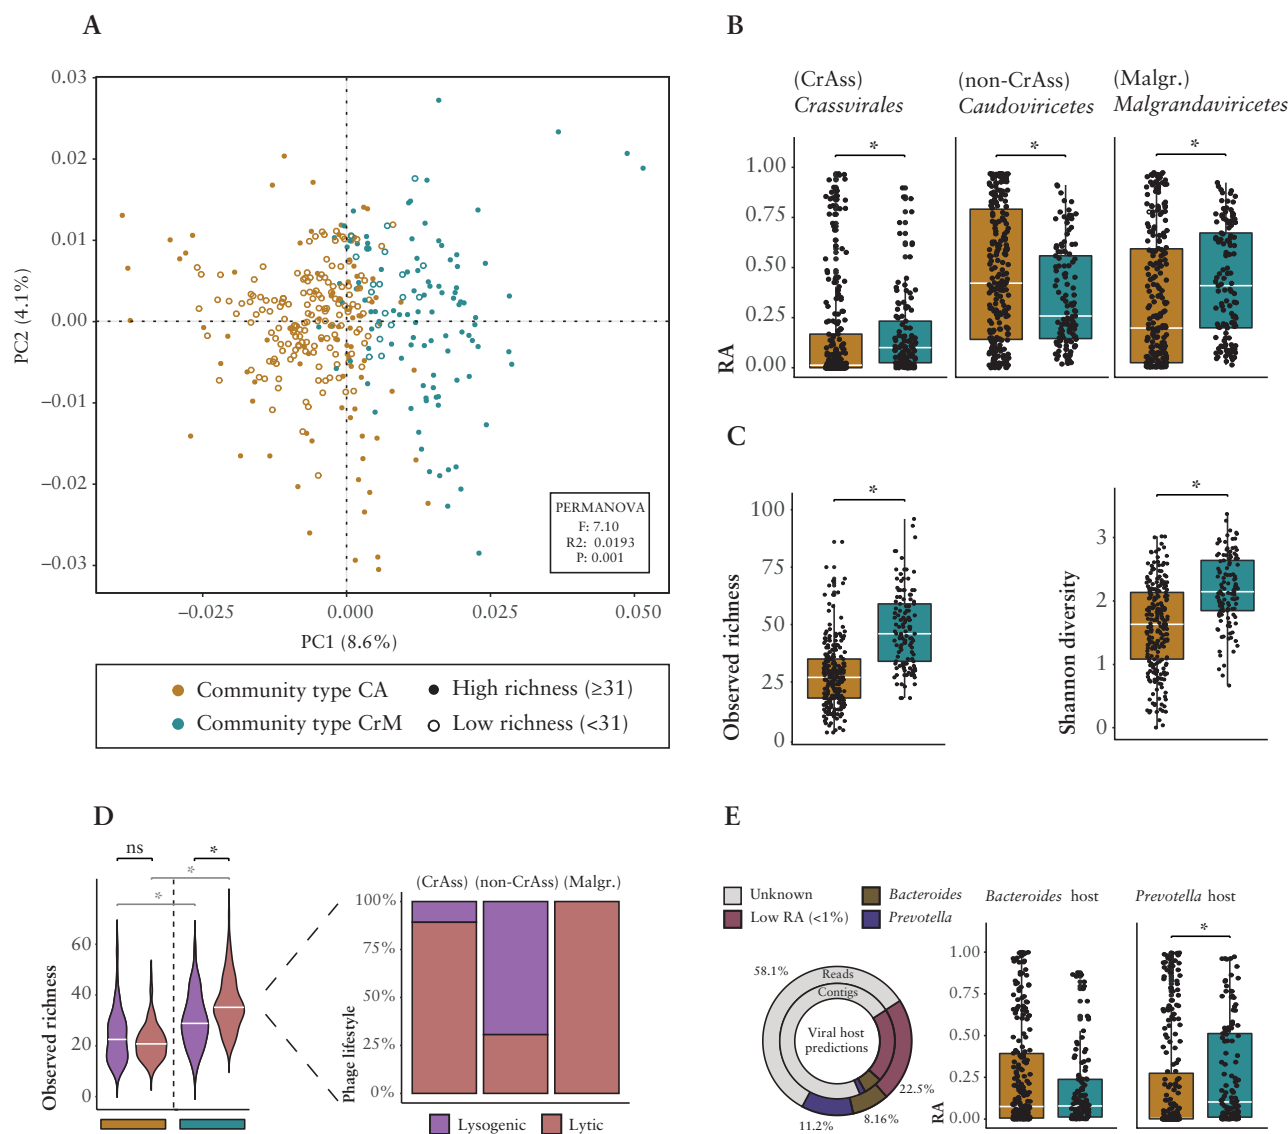 A
0.03
0.02
0.01
0.00
−0.01
−0.02
−0.03
PC2 (4.1%)
−0.025
0.000
0.025
0.050
PC1 (8.6%)
PERMANOVA
F: 7.10
R2: 0.0193
P: 0.001
Community type CA
High richness (≥31)
Community type CrM
Low richness (<31)
B
(CrAss)
Crassvirales
(non-CrAss)
Caudoviricetes
(Malgr.)
Malgrandaviricetes
*
*
*
1.00
0.75
0.50
0.25
0.00
RA
C
*
100
75
50
25
0
Observed richness
*
3
2
1
0
Shannon diversity
D
ns
*
*
*
60
40
20
0
Observed richness
(CrAss)
(non-CrAss)
(Malgr.)
100%
75%
50%
25%
0%
Phage lifestyle
Lysogenic
Lytic
E
Unknown
Bacteroides
Low RA (<1%)
Prevotella
58.1%
Reads
Contigs
Viral host
predictions
22.5%
8.16%
11.2%
Bacteroides host
Prevotella host
*
1.00
0.75
0.50
0.25
0.00
RA